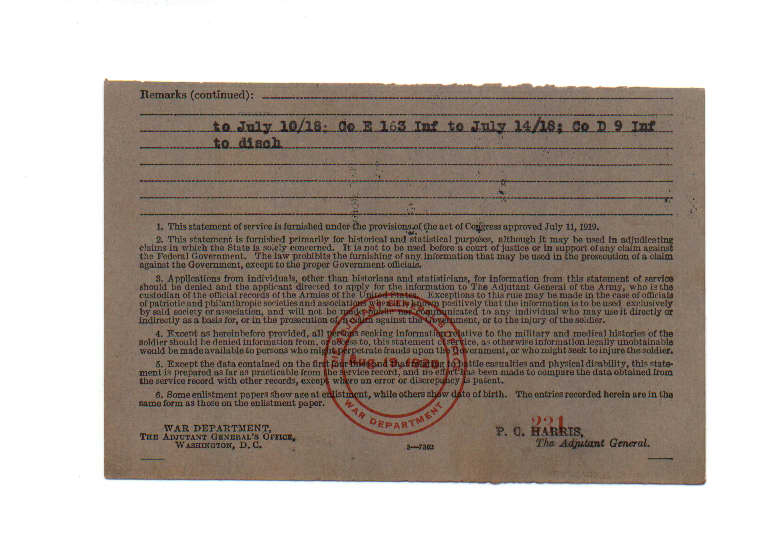 Remarks (continued):
to July 10/18; Co E 163 Inf to July 14/18; Co D 9 Inf
to disch
1. This statement of service is furnished under the provisions of the act of Congress approved July 11, 1919.
2. This statement is furnished primarily for historical and statistical purposes, although it may be used in adjudicating
claims in which the State is solely concerned. It is not to be used before a court of justice or in support of any claim against
the Federal Government. The law prohibits the furnishing of any information that may be used in the prosecution of a claim
against the Government, except to the proper Government officials.
3. Applications from individuals, other than historians and statisticians, for information from this statement of service
should be denied and the applicant directed to apply for the information to The Adjutant General of the Army, who is the
custodian of the official records of the Armies of the United States. Exceptions to this rule may be made in the case of officials
of patriotic and philanthropic societies and associations where it is known positively that the information is to be used exclusively
by said society or association, and will not be made public nor communicated to any individual who may use it directly or
indirectly as a basis for, or in the prosecution of a claim against the Government, or to the injury of the soldier.
4. Except as hereinbefore provided, all persons seeking information relative to the military and medical histories of the
soldier should be denied information from, or access to, this statement of service, as otherwise information legally unobtainable
would be made available to persons who might perpetrate frauds upon the Government, or who might seek to injure the soldier.
5. Except the data contained on the first four lines and that relating to battle casualties and physical disability, this state-
ment is prepared as far as practicable from the service record, and no effort has been made to compare the data obtained from
the service record with other records, except where an error or discrepancy is patent.
6. Some enlistment papers show age at enlistment, while others show date of birth. The entries recorded herein are in the
same form as those on the enlistment paper.
THE ADJUTANT GENERAL'S OFFICE
Aug. 19, 1920
WAR DEPARTMENT
WAR DEPARTMENT,
THE ADJUTANT GENERAL'S OFFICE,
WASHINGTON, D. C.
3—7302
221
P. C. HARRIS,
The Adjutant General.